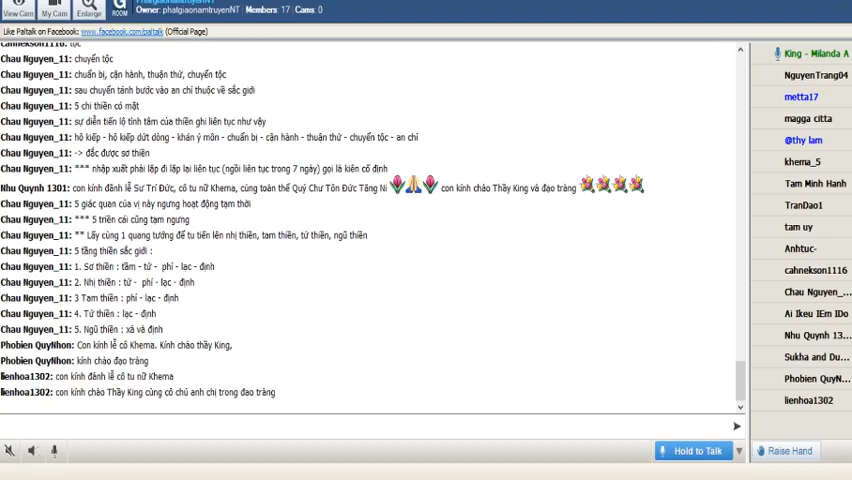 phatgiaonamtruyenNT
View Cam
My Cam
Enlarge
G
ROOM
Owner: phatgiaonamtruyenNT | Members: 17 | Cams: 0
Like Paltalk on Facebook: www.facebook.com/paltalk (Official Page)
cahnekson1116: tộc
Chau Nguyen_11: chuyển tộc
Chau Nguyen_11: chuẩn bị, cận hành, thuận thứ, chuyển tộc
Chau Nguyen_11: sau chuyển tánh bước vào an chỉ thuộc về sắc giới
Chau Nguyen_11: 5 chi thiền có mặt
Chau Nguyen_11: sự diễn tiến lộ tĩnh tâm của thiền ghi liên tục như vậy
Chau Nguyen_11: hộ kiếp - hộ kiếp dứt dòng - khán ý môn - chuẩn bị - cận hành - thuận thứ - chuyển tộc - an chỉ
Chau Nguyen_11: -> đắc được sơ thiền
Chau Nguyen_11: *** nhập xuất phải lặp đi lặp lại liên tục (ngồi liên tục trong 7 ngày) gọi là kiên cố định
Nhu Quynh 1301: con kính đảnh lễ Sư Trí Đức, cô tu nữ Khema, cùng toàn thể Quý Chư Tôn Đức Tăng Ni con kính chào Thầy King và đạo tràng
Chau Nguyen_11: 5 giác quan của vị này ngưng hoạt động tạm thời
Chau Nguyen_11: *** 5 triền cái cũng tạm ngưng
Chau Nguyen_11: ** Lấy cùng 1 quang tướng để tu tiến lên nhị thiền, tam thiền, tứ thiền, ngũ thiền
Chau Nguyen_11: 5 tầng thiền sắc giới :
Chau Nguyen_11: 1. Sơ thiền : tầm - tứ - phỉ - lạc - định
Chau Nguyen_11: 2. Nhị thiền : tứ - phỉ - lạc - định
Chau Nguyen_11: 3 Tam thiền : phỉ - lạc - định
Chau Nguyen_11: 4. Tứ thiền : lạc - định
Chau Nguyen_11: 5. Ngũ thiền : xả và định
Phobien QuyNhon: Con kính lễ cô Khema. Kính chào thầy King,
Phobien QuyNhon: kính chào đạo tràng
lienhoa1302: con kính đảnh lễ cô tu nữ Khema
lienhoa1302: con kính chào Thầy King cùng cô chú anh chị trong đạo tràng
Hold to Talk
King - Milanda A
NguyenTrang04
metta17
magga citta
@thy lam
khema_5
Tam Minh Hanh
TranDao1
tam uy
Anhtuc-
cahnekson1116
Chau Nguyen_...
Ai Ikeu IEm IDo
Nhu Quynh 13...
Sukha and Du...
Phobien QuyN...
lienhoa1302
Raise Hand